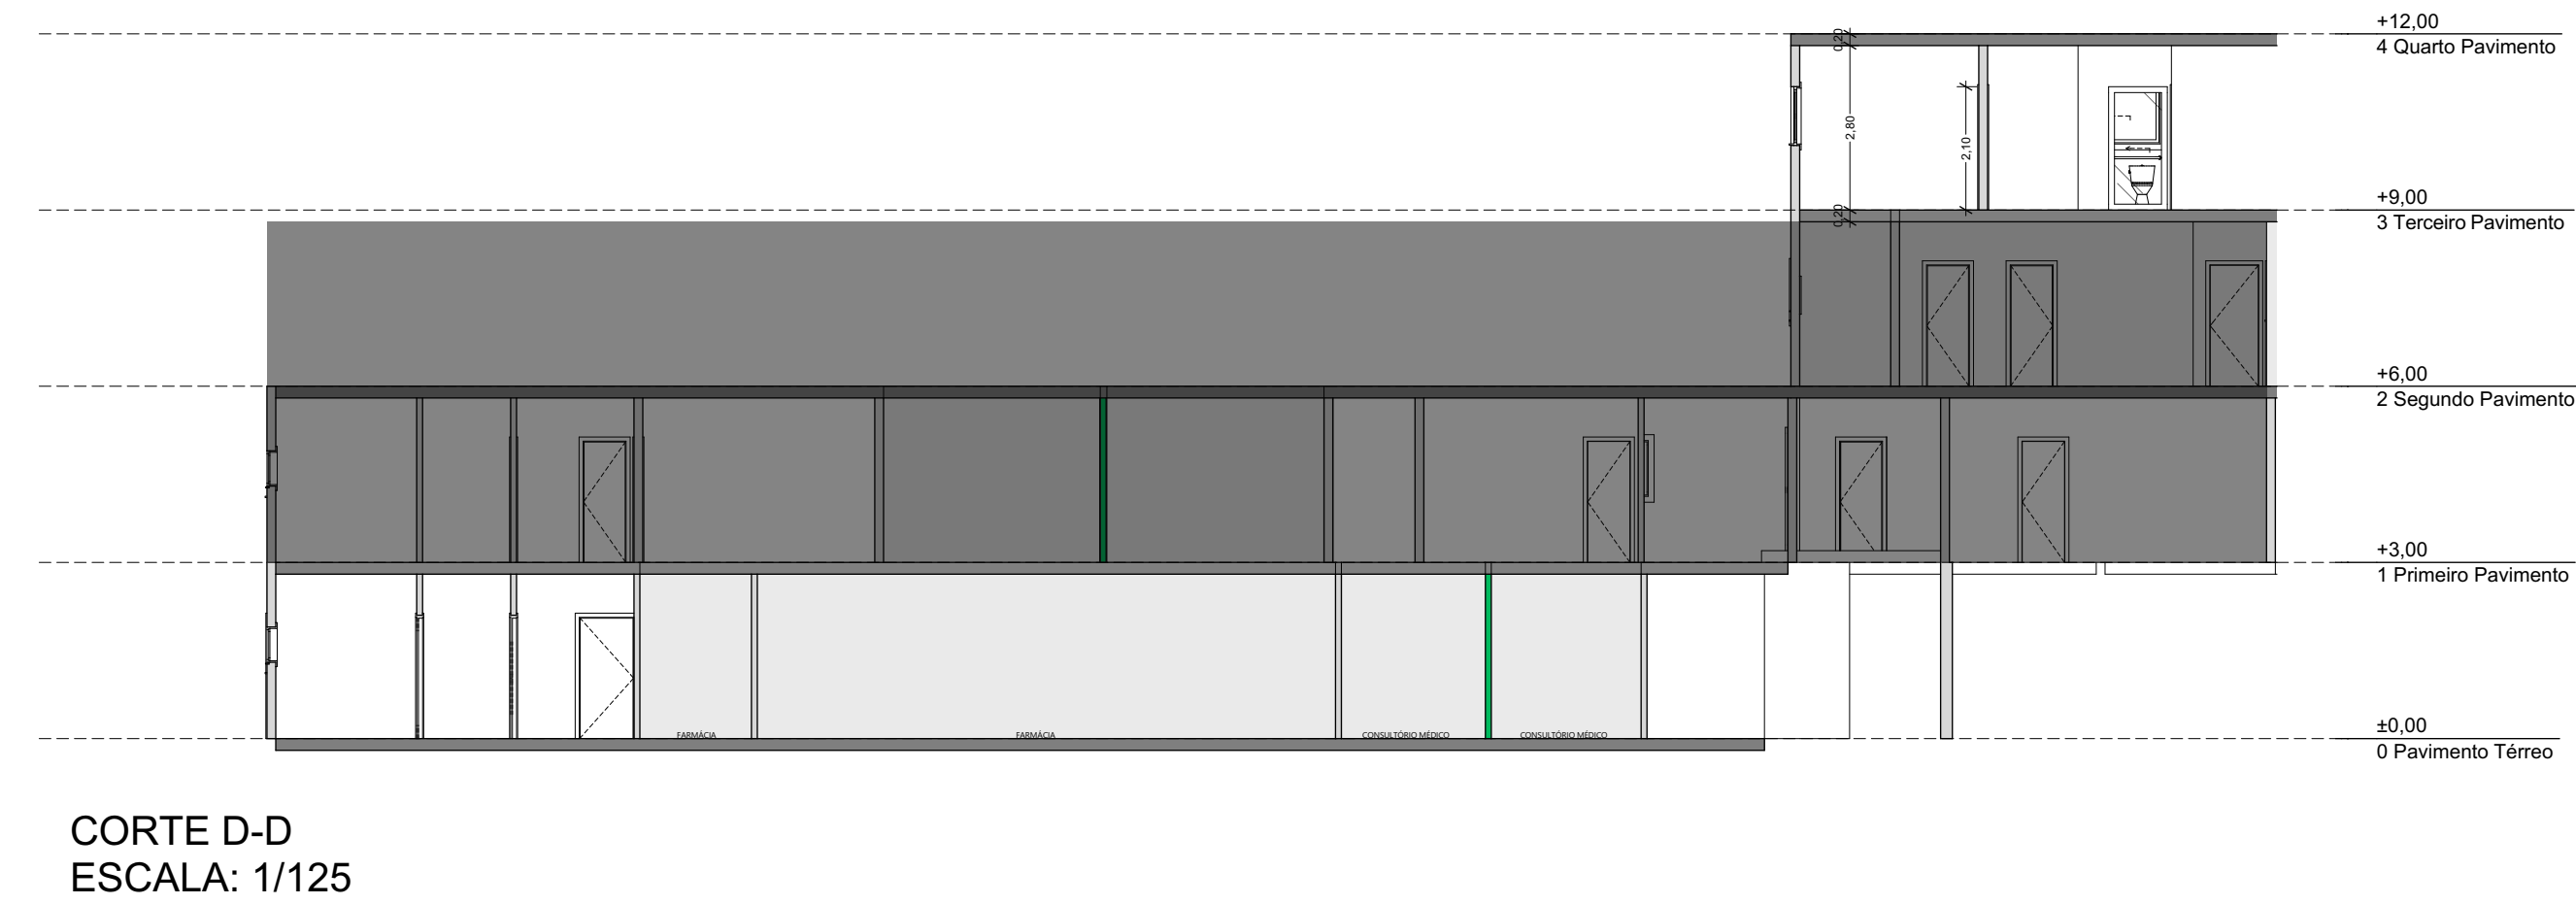 +12,00
4 Quarto Pavimento
0,20
2,80
2,10
+9,00
3 Terceiro Pavimento
0,20
+6,00
2 Segundo Pavimento
+3,00
1 Primeiro Pavimento
±0,00
0 Pavimento Térreo
FARMÁCIA
FARMÁCIA
CONSULTÓRIO MÉDICO
CONSULTÓRIO MÉDICO
CORTE D-D
ESCALA: 1/125